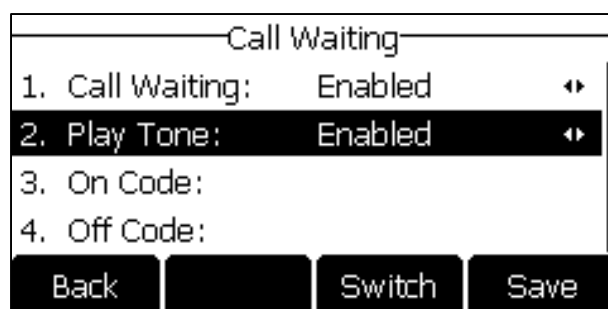 Call Waiting
1. Call Waiting: Enabled
2. Play Tone: Enabled
3. On Code:
4. Off Code:
Back Switch Save